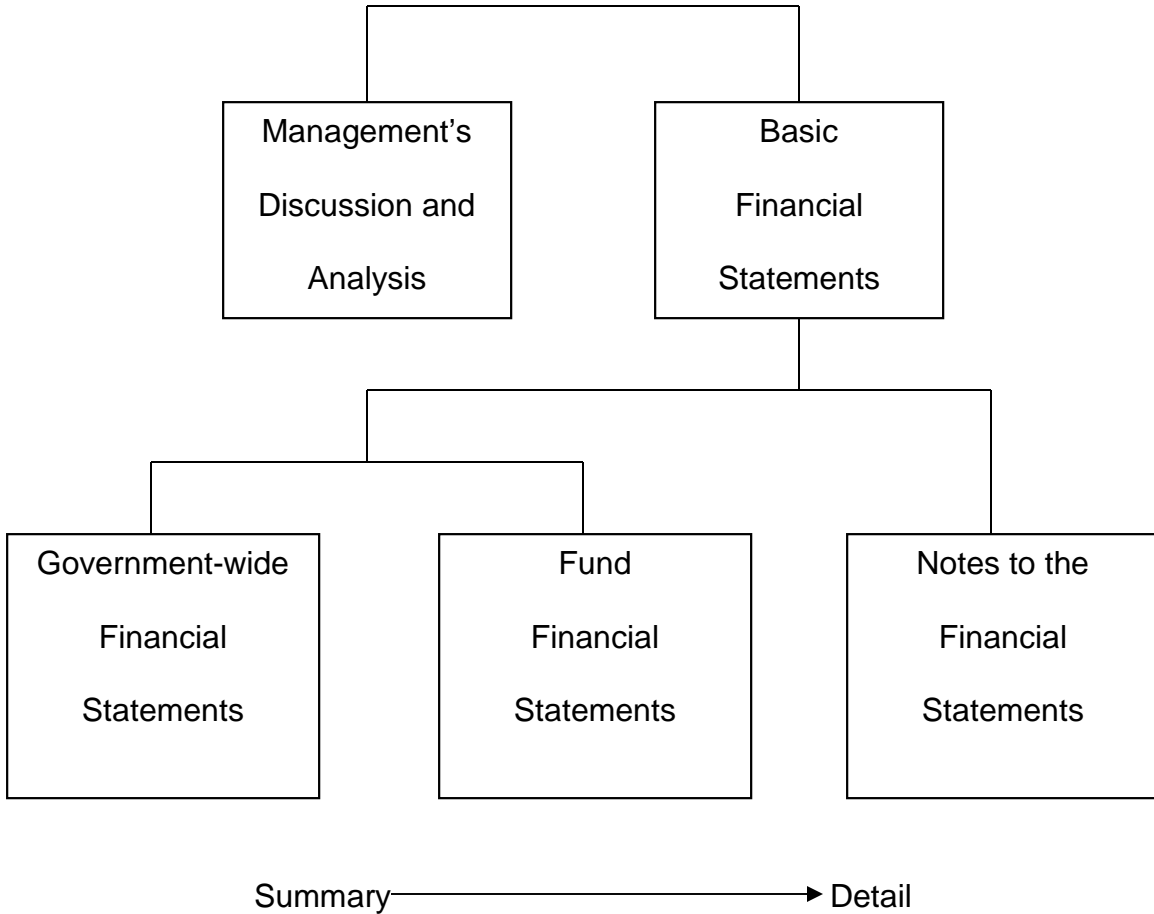 Management's
Discussion and
Analysis
Basic
Financial
Statements
Government-wide
Financial
Statements
Fund
Financial
Statements
Notes to the
Financial
Statements
Summary Detail